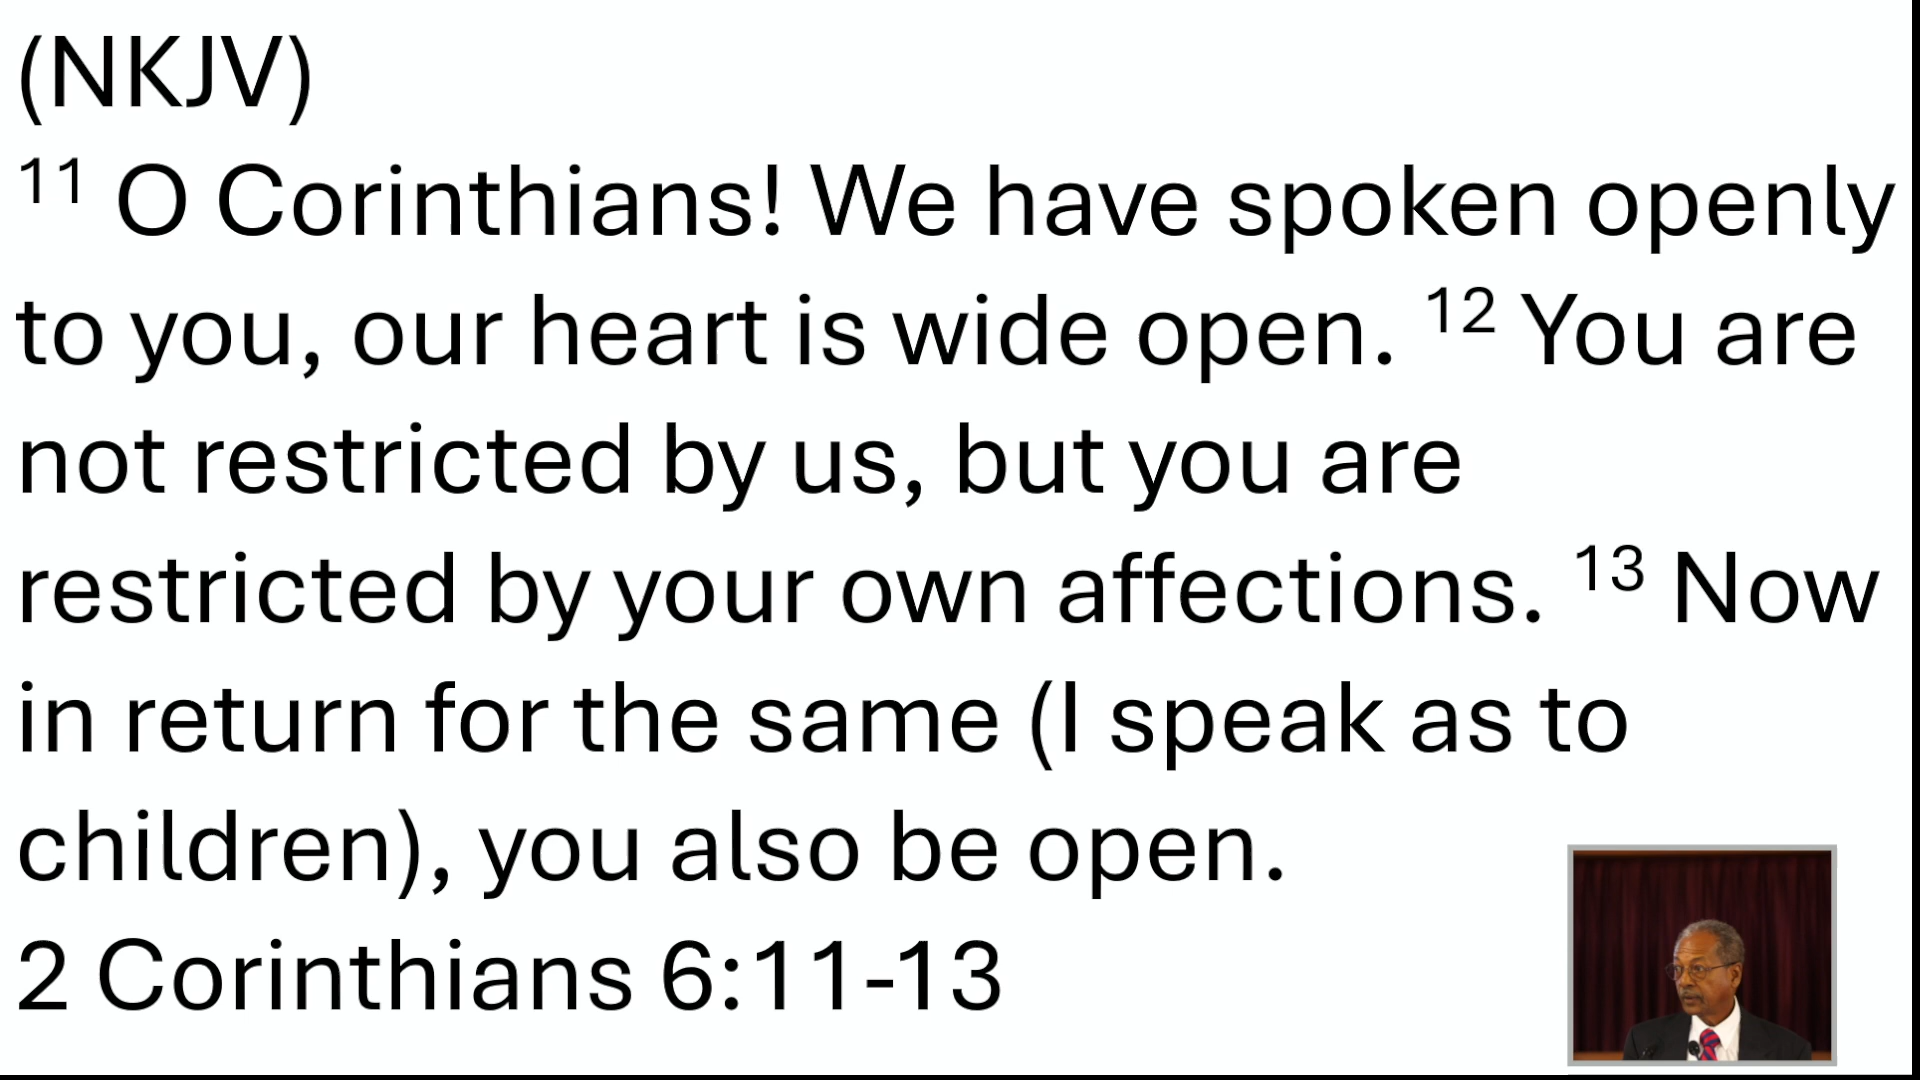 (NKJV)
¹¹ O Corinthians! We have spoken openly
to you, our heart is wide open. ¹² You are
not restricted by us, but you are
restricted by your own affections. ¹³ Now
in return for the same (I speak as to
children), you also be open.
2 Corinthians 6:11-13